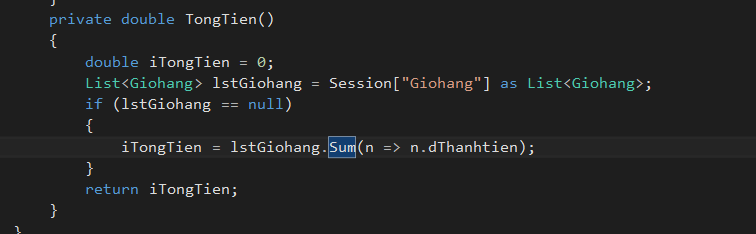 }
private double TongTien()
{
double iTongTien = 0;
List<Giohang> lstGiohang = Session["Giohang"] as List<Giohang>;
if (lstGiohang == null)
{
iTongTien = lstGiohang.Sum(n => n.dThanhtien);
}
return iTongTien;
}
}